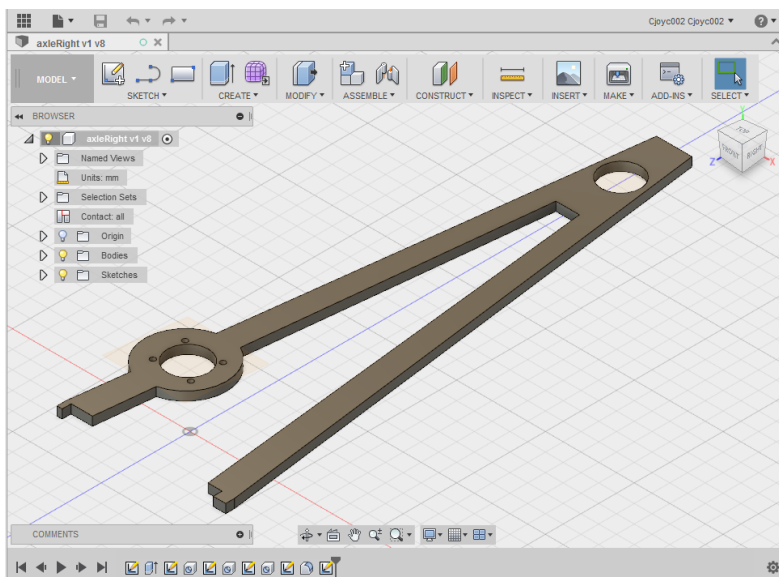 Cjoyc002 Cjoyc002
axleRight v1 v8
MODEL
SKETCH CREATE MODIFY ASSEMBLE CONSTRUCT INSPECT INSERT MAKE ADD-INS SELECT
BROWSER
axleRight v1 v8
Named Views
Units: mm
Selection Sets
Contact: all
Origin
Bodies
Sketches
Y
TOP
FRONT RIGHT
Z X
COMMENTS